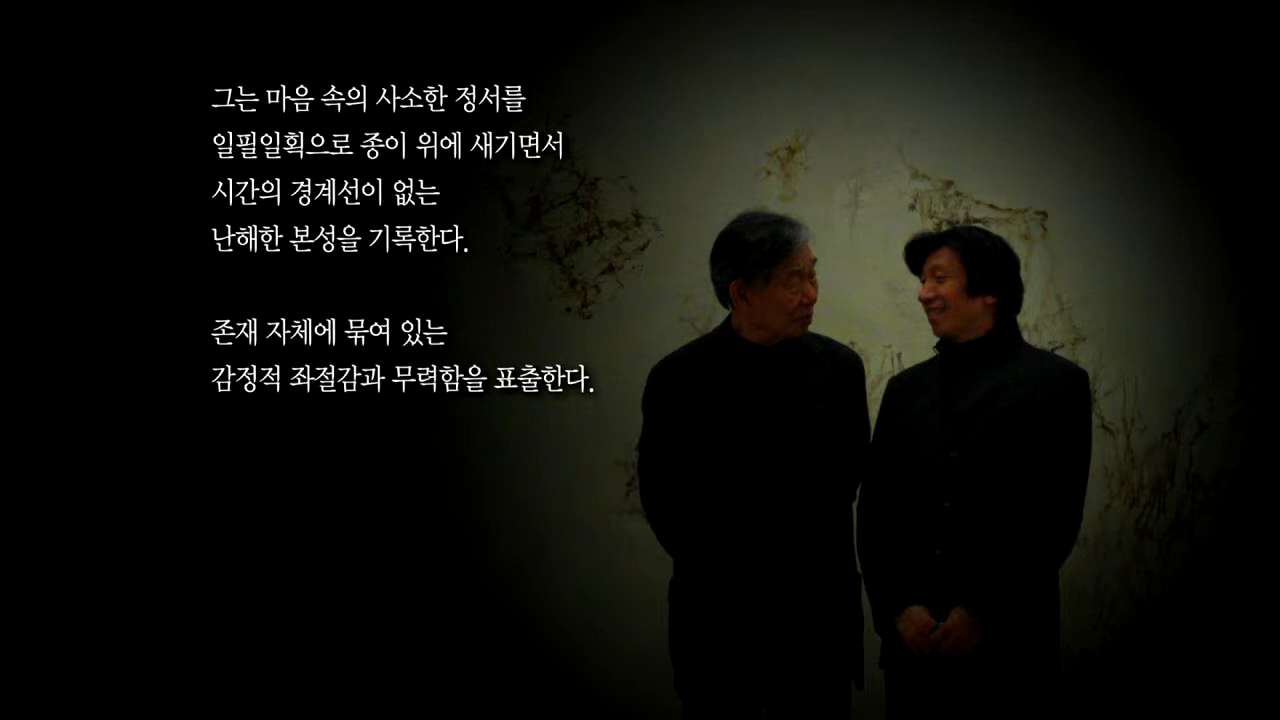 그는 마음 속의 사소한 정서를
일필일획으로 종이 위에 새기면서
시간의 경계선이 없는
난해한 본성을 기록한다.
존재 자체에 묶여 있는
감정적 좌절감과 무력함을 표출한다.